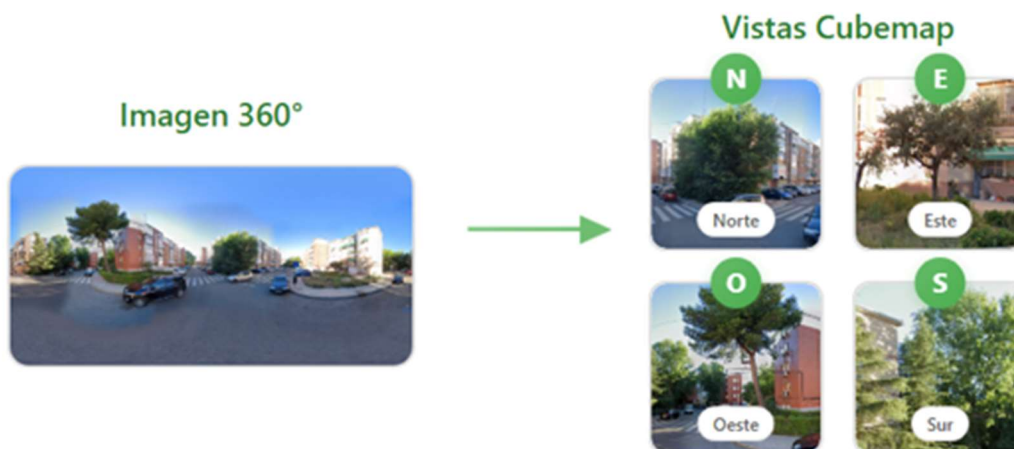 Imagen 360°
Vistas Cubemap
N
E
Norte
Este
O
S
Oeste
Sur